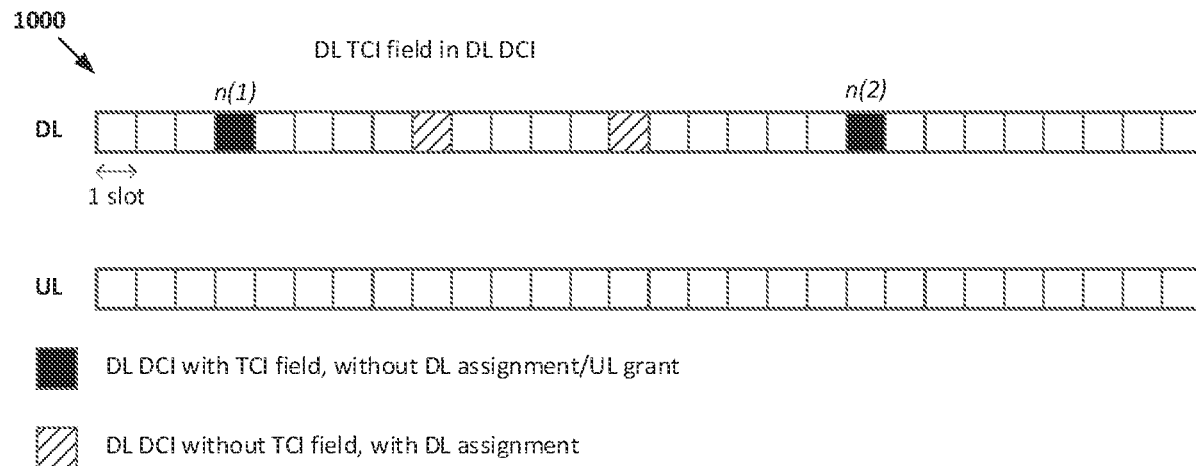 1000
DL TCI field in DL DCI
n(1) n(2)
DL
1 slot
UL
DL DCI with TCI field, without DL assignment/UL grant
DL DCI without TCI field, with DL assignment